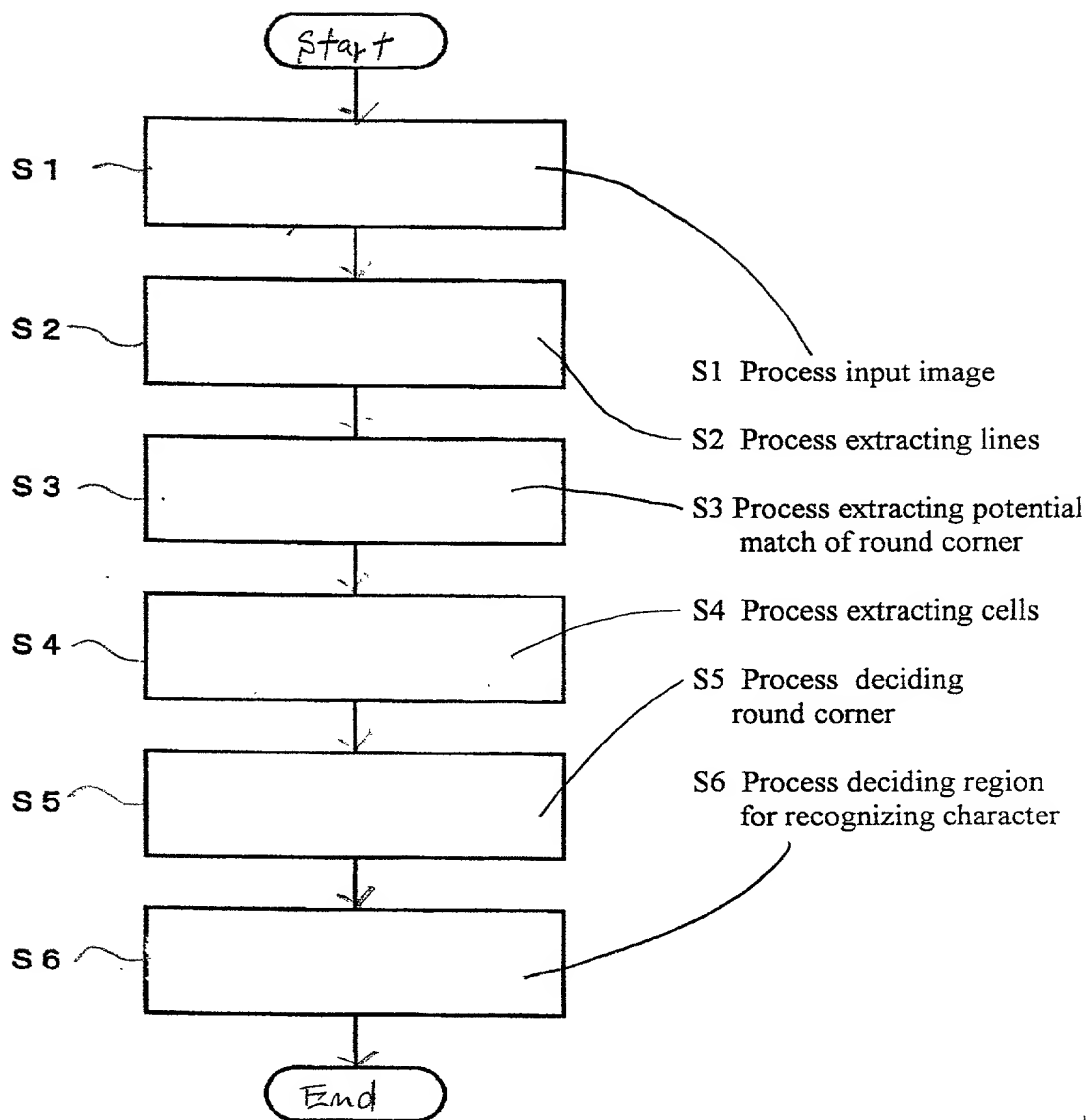 Start
S1
S2
S3
S4
S5
S6
End
S1 Process input image
S2 Process extracting lines
S3 Process extracting potential
match of round corner
S4 Process extracting cells
S5 Process deciding
round corner
S6 Process deciding region
for recognizing character